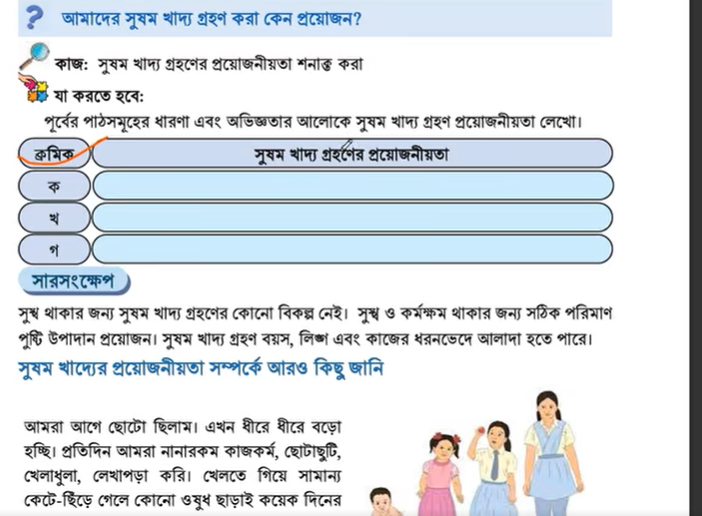 আমাদের সুষম খাদ্য গ্রহণ করা কেন প্রয়োজন?
কাজ: সুষম খাদ্য গ্রহণের প্রয়োজনীয়তা শনাক্ত করা
যা করতে হবে:
পূর্বের পাঠসমূহের ধারণা এবং অভিজ্ঞতার আলোকে সুষম খাদ্য গ্রহণ প্রয়োজনীয়তা লেখো।
ক্রমিক সুষম খাদ্য গ্রহণের প্রয়োজনীয়তা
ক
খ
গ
সারসংক্ষেপ
সুস্থ থাকার জন্য সুষম খাদ্য গ্রহণের কোনো বিকল্প নেই। সুস্থ ও কর্মক্ষম থাকার জন্য সঠিক পরিমাণ
পুষ্টি উপাদান প্রয়োজন। সুষম খাদ্য গ্রহণ বয়স, লিঙ্গ এবং কাজের ধরনভেদে আলাদা হতে পারে।
সুষম খাদ্যের প্রয়োজনীয়তা সম্পর্কে আরও কিছু জানি
আমরা আগে ছোটো ছিলাম। এখন ধীরে ধীরে বড়ো
হচ্ছি। প্রতিদিন আমরা নানারকম কাজকর্ম, ছোটাছুটি,
খেলাধুলা, লেখাপড়া করি। খেলতে গিয়ে সামান্য
কেটে-ছিঁড়ে গেলে কোনো ওষুধ ছাড়াই কয়েক দিনের